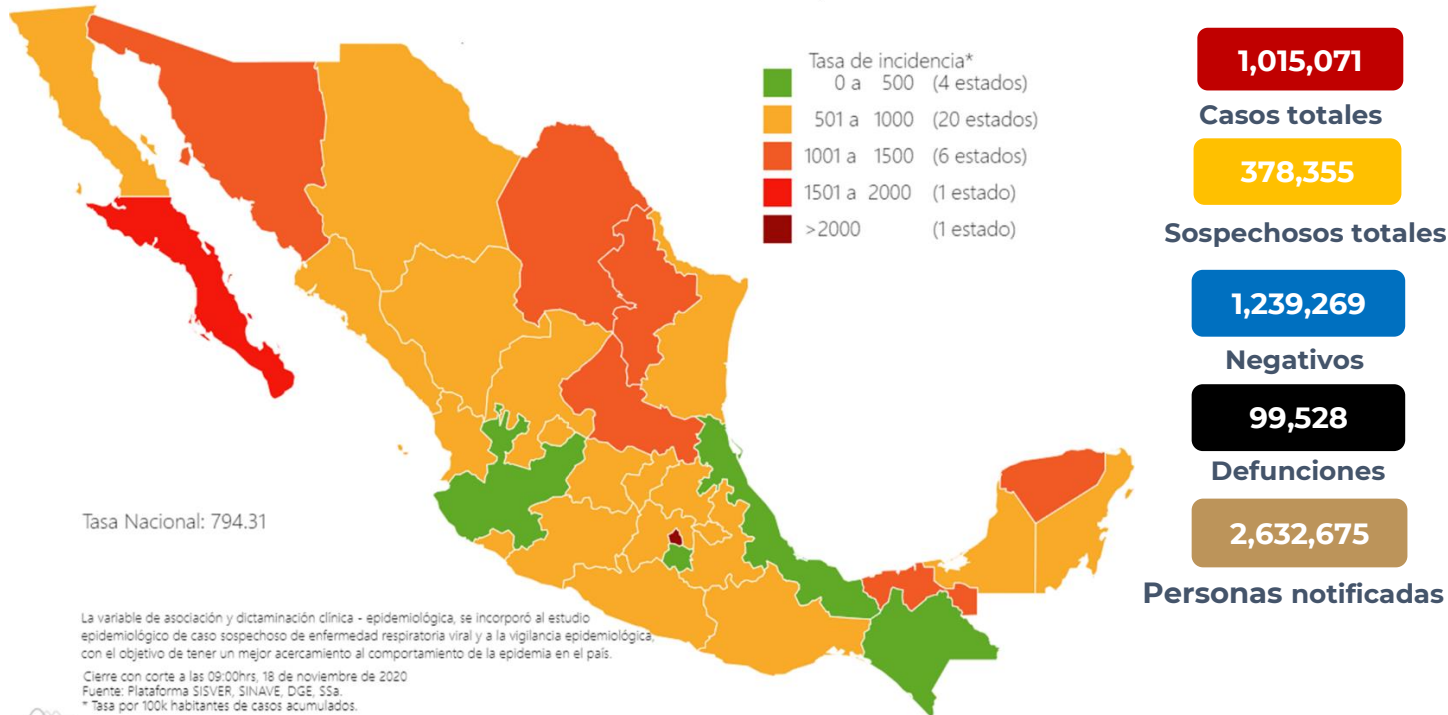 Tasa de incidencia*
0 a 500 (4 estados)
501 a 1000 (20 estados)
1001 a 1500 (6 estados)
1501 a 2000 (1 estado)
>2000 (1 estado)
1,015,071
Casos totales
378,355
Sospechosos totales
1,239,269
Negativos
99,528
Defunciones
2,632,675
Personas notificadas
Tasa Nacional: 794.31
La variable de asociación y dictaminación clínica - epidemiológica, se incorporó al estudio
epidemiológico de caso sospechoso de enfermedad respiratoria viral y a la vigilancia epidemiológica,
con el objetivo de tener un mejor acercamiento al comportamiento de la epidemia en el país.
Cierre con corte a las 09:00hrs, 18 de noviembre de 2020
Fuente: Plataforma SISVER, SINAVE, DGE, SSa.
* Tasa por 100k habitantes de casos acumulados.